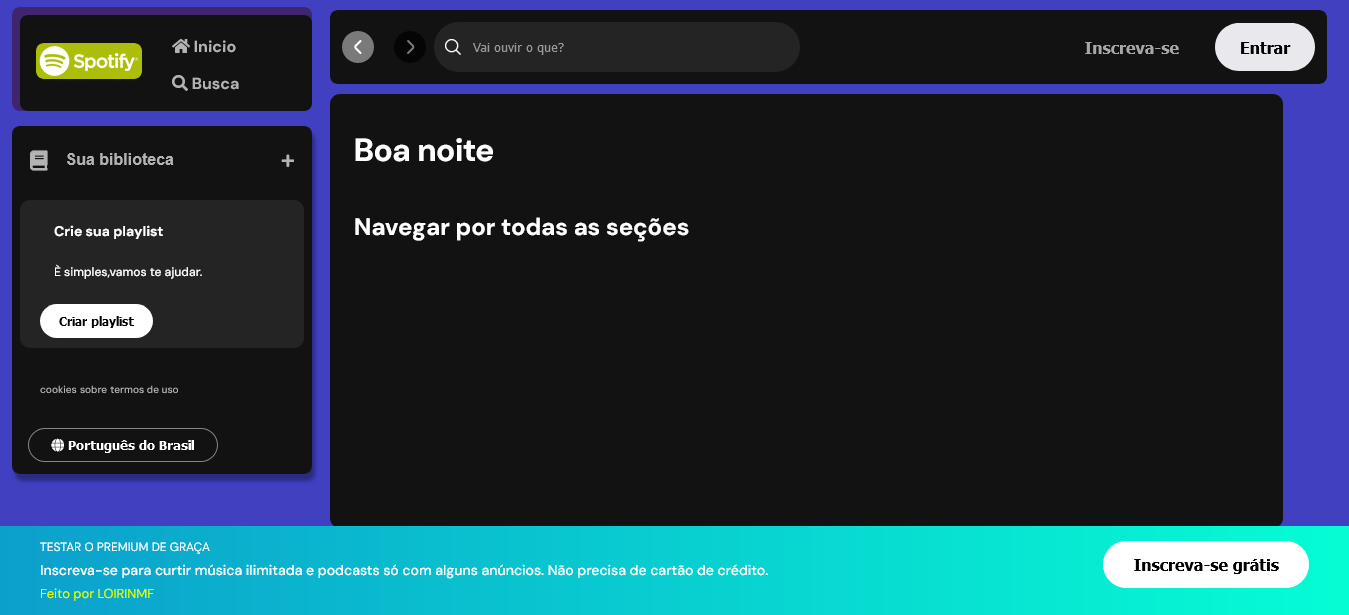 Spotify
Inicio
Busca
Vai ouvir o que?
Inscreva-se
Entrar
Sua biblioteca
+
Crie sua playlist
È simples,vamos te ajudar.
Criar playlist
cookies sobre termos de uso
Português do Brasil
Boa noite
Navegar por todas as seções
TESTAR O PREMIUM DE GRAÇA
Inscreva-se para curtir música ilimitada e podcasts só com alguns anúncios. Não precisa de cartão de crédito.
Feito por LOIRINMF
Inscreva-se grátis